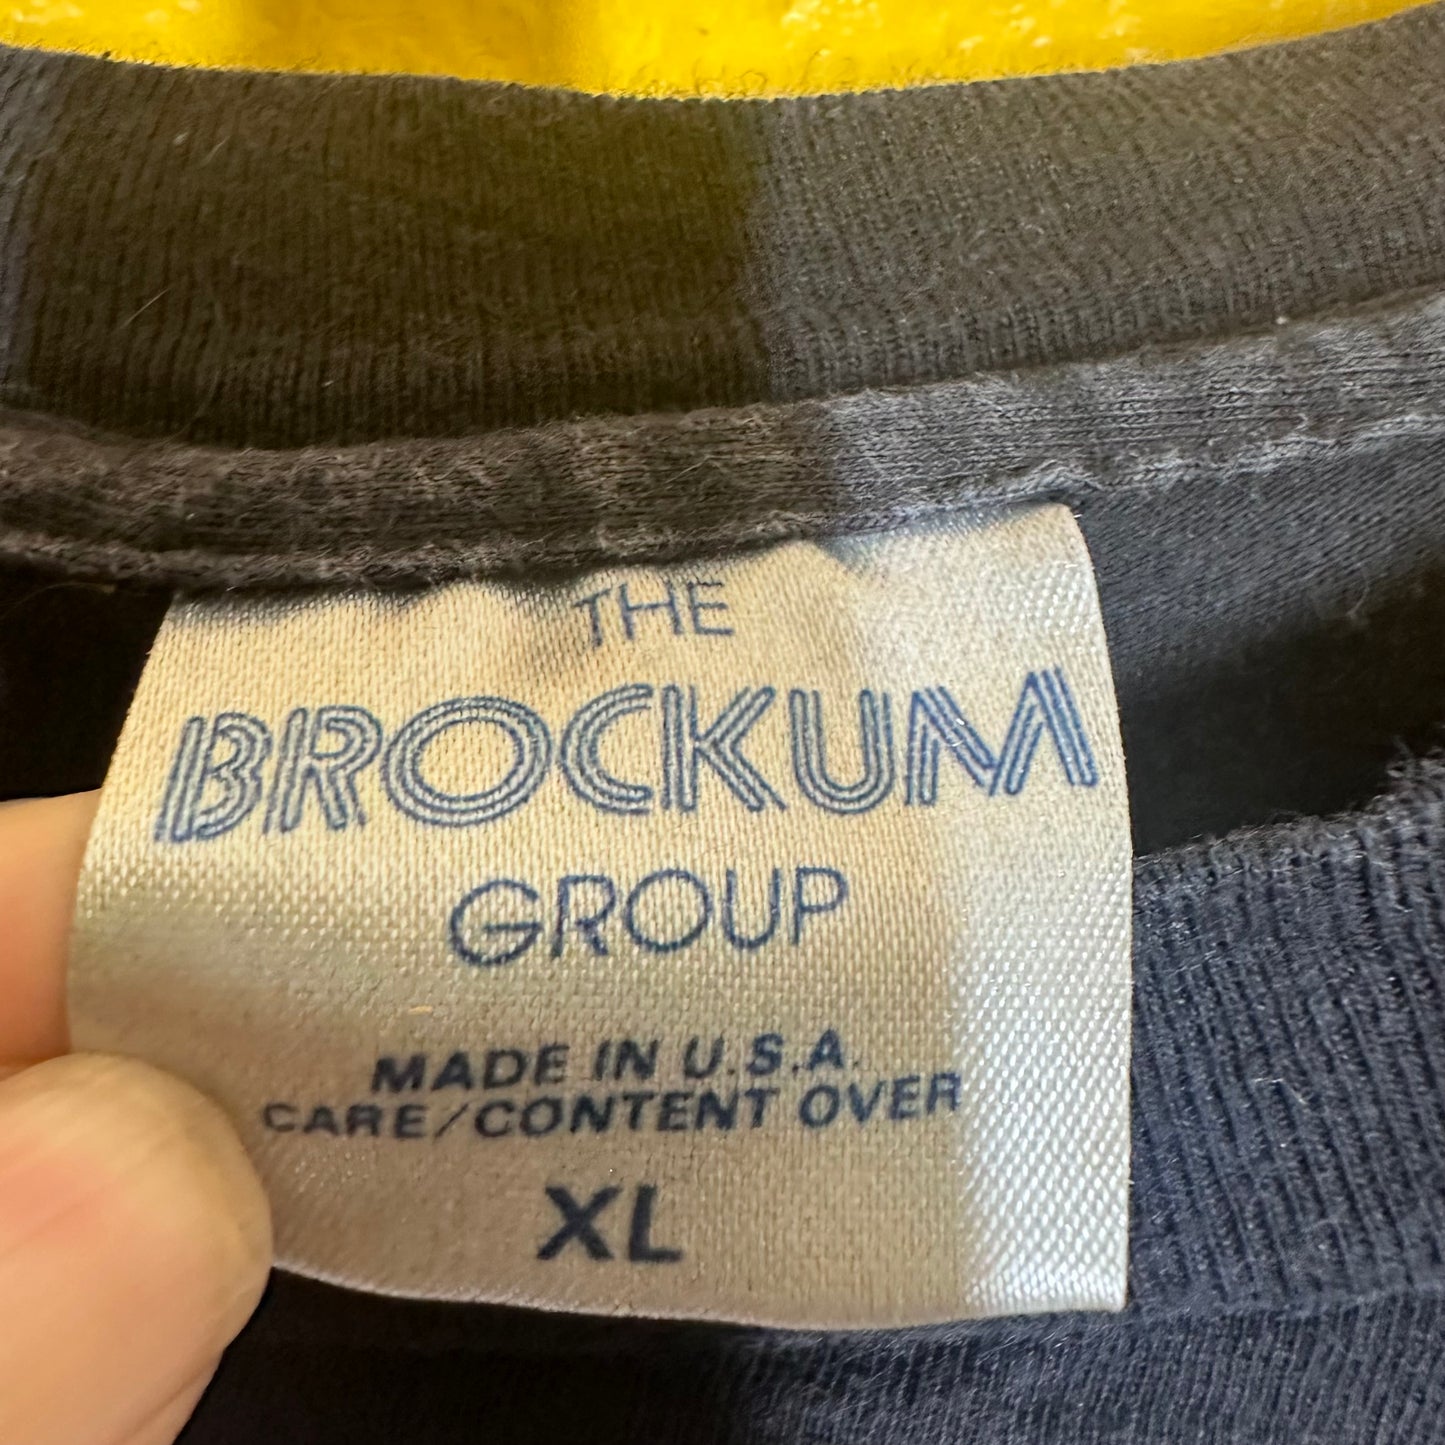 THE
BROCKUM
GROUP
MADE IN U.S.A.
CARE/CONTENT OVER
XL